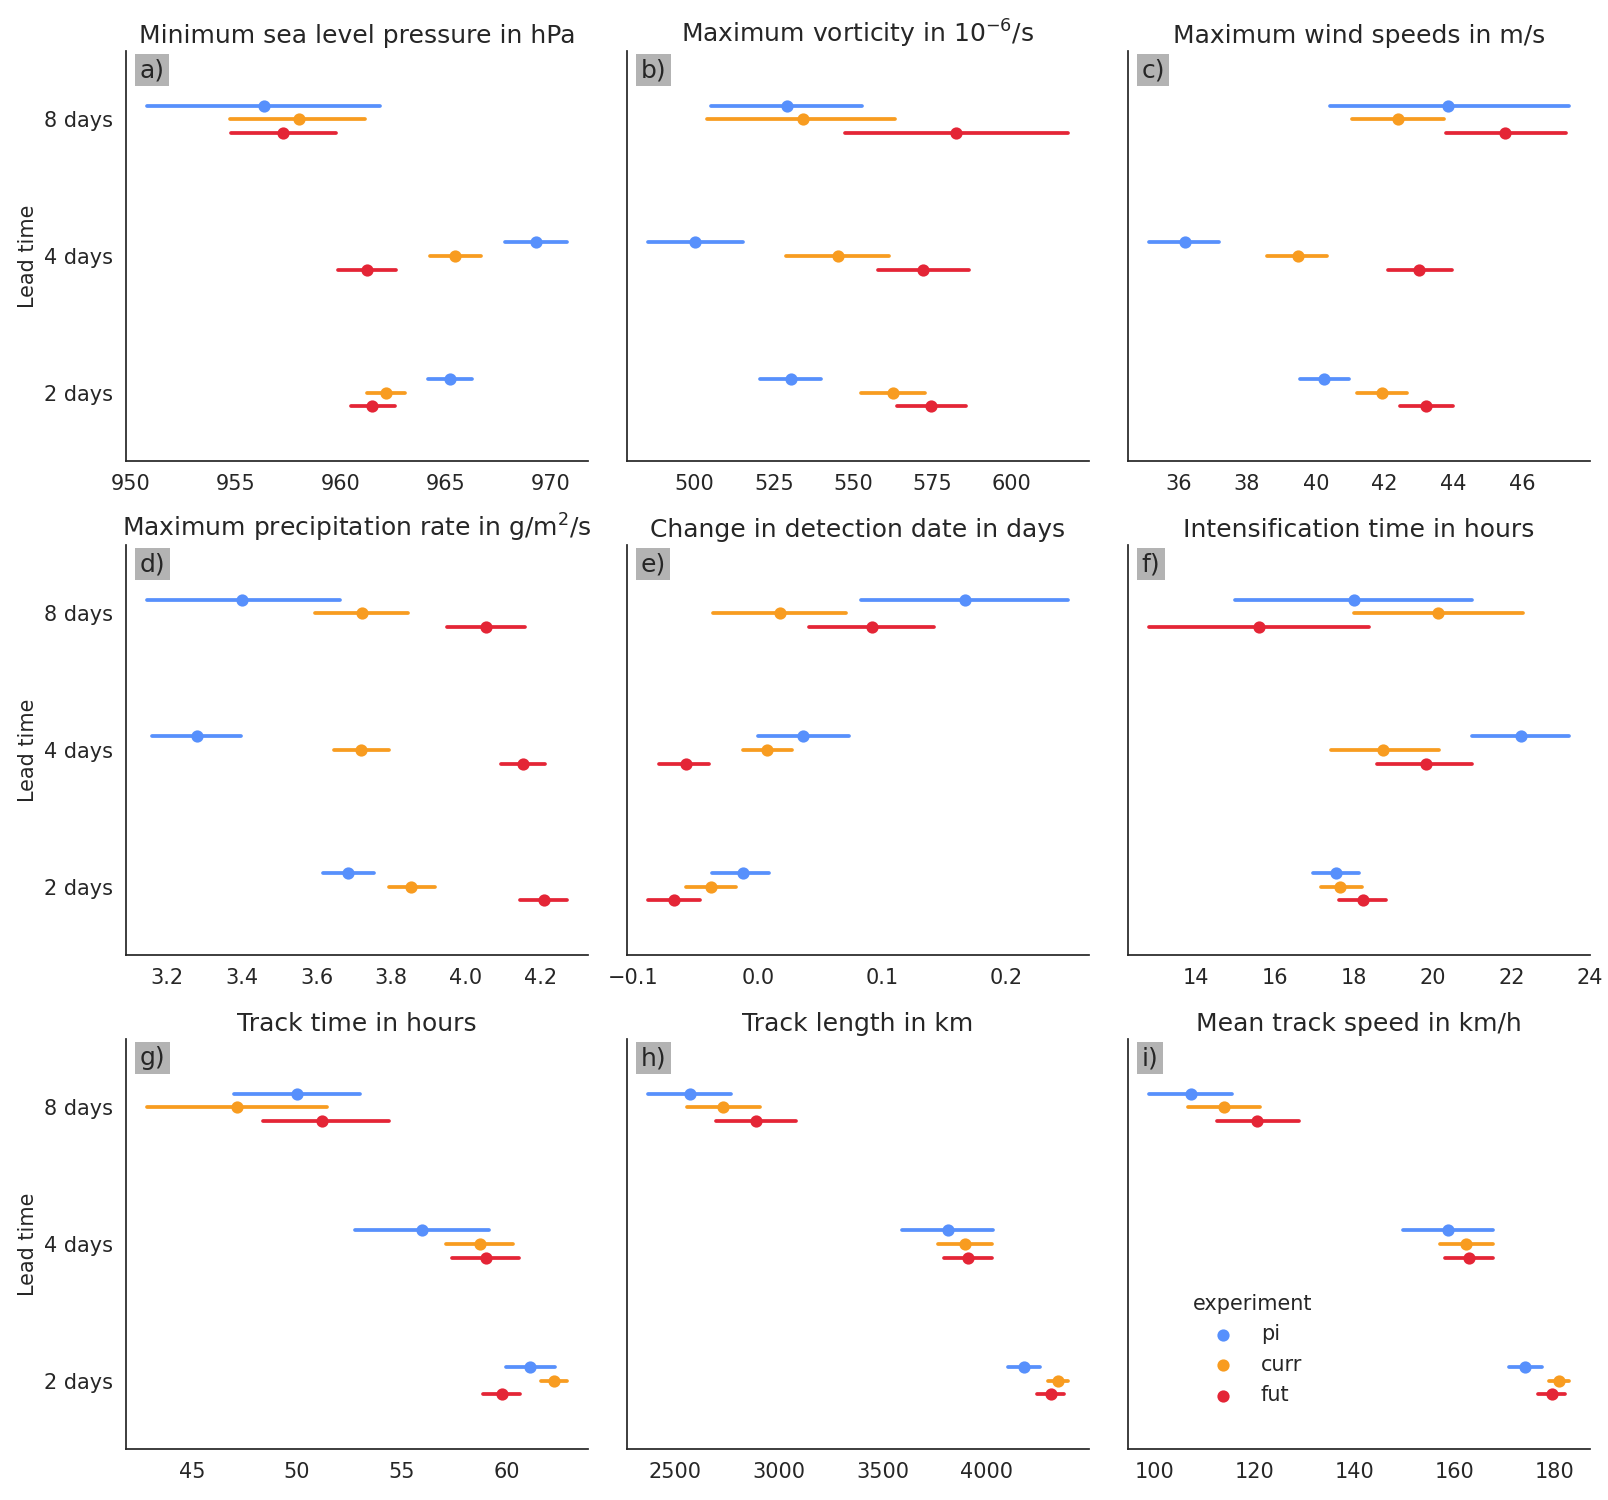 Minimum sea level pressure in hPa
Maximum vorticity in 10⁻⁶/s
Maximum wind speeds in m/s
a)
b)
c)
Lead time
8 days
4 days
2 days
950 955 960 965 970
500 525 550 575 600
36 38 40 42 44 46
Maximum precipitation rate in g/m²/s
Change in detection date in days
Intensification time in hours
d)
e)
f)
Lead time
8 days
4 days
2 days
3.2 3.4 3.6 3.8 4.0 4.2
−0.1 0.0 0.1 0.2
14 16 18 20 22 24
Track time in hours
Track length in km
Mean track speed in km/h
g)
h)
i)
Lead time
8 days
4 days
2 days
experiment
pi
curr
fut
45 50 55 60
2500 3000 3500 4000
100 120 140 160 180